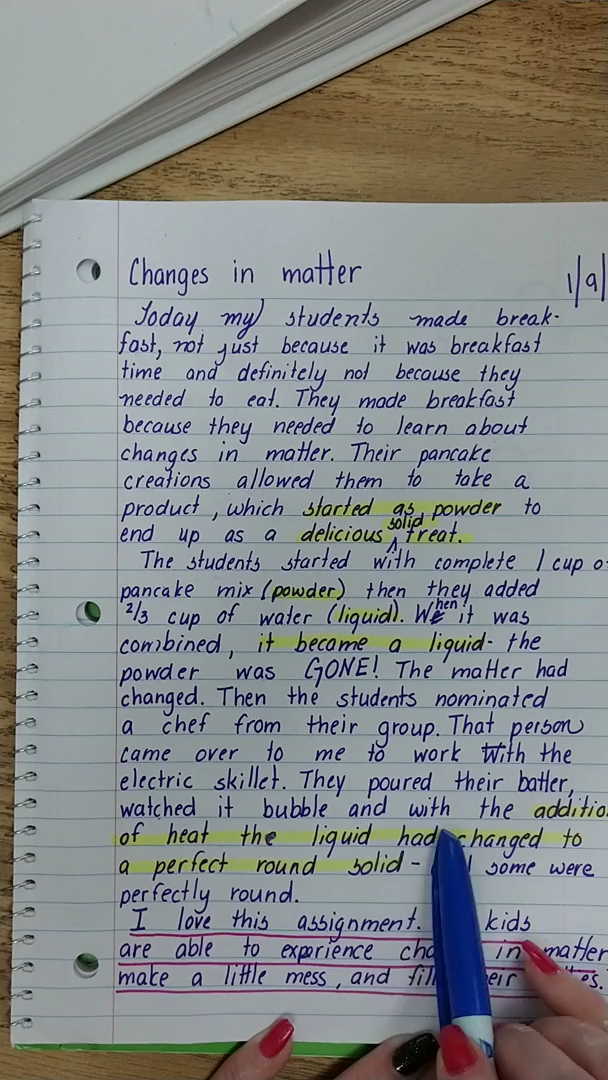 Changes in matter
1/9/
Today my students made break-
fast, not just because it was breakfast
time and definitely not because they
needed to eat. They made breakfast
because they needed to learn about
changes in matter. Their pancake
creations allowed them to take a
product, which started as powder to
end up as a delicious solid treat.
The students started with complete 1 cup o
pancake mix (powder) then they added
2/3 cup of water (liquid). When it was
combined, it became a liquid- the
powder was GONE! The matter had
changed. Then the students nominated
a chef from their group. That person
came over to me to work with the
electric skillet. They poured their batter,
watched it bubble and with the additio
of heat the liquid had changed to
a perfect round solid - some were
perfectly round.
I love this assignment. kids
are able to experience cha in matter
make a little mess, and fill eir ies.